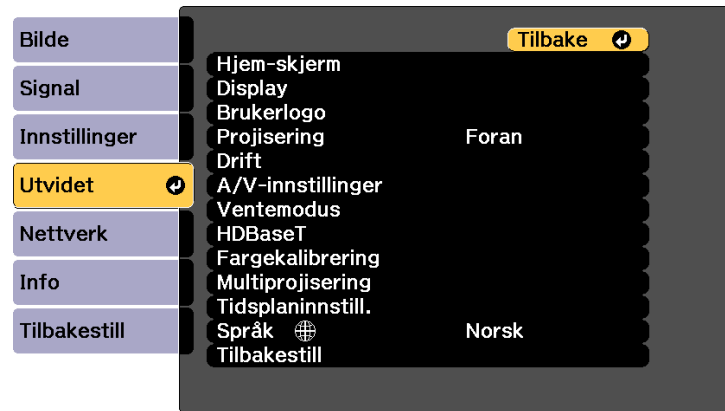 Bilde
Signal
Innstillinger
Utvidet
Nettverk
Info
Tilbakestill
Tilbake
Hjem-skjerm
Display
Brukerlogo
Projisering Foran
Drift
A/V-innstillinger
Ventemodus
HDBaseT
Fargekalibrering
Multiprojisering
Tidsplaninnstill.
Språk Norsk
Tilbakestill